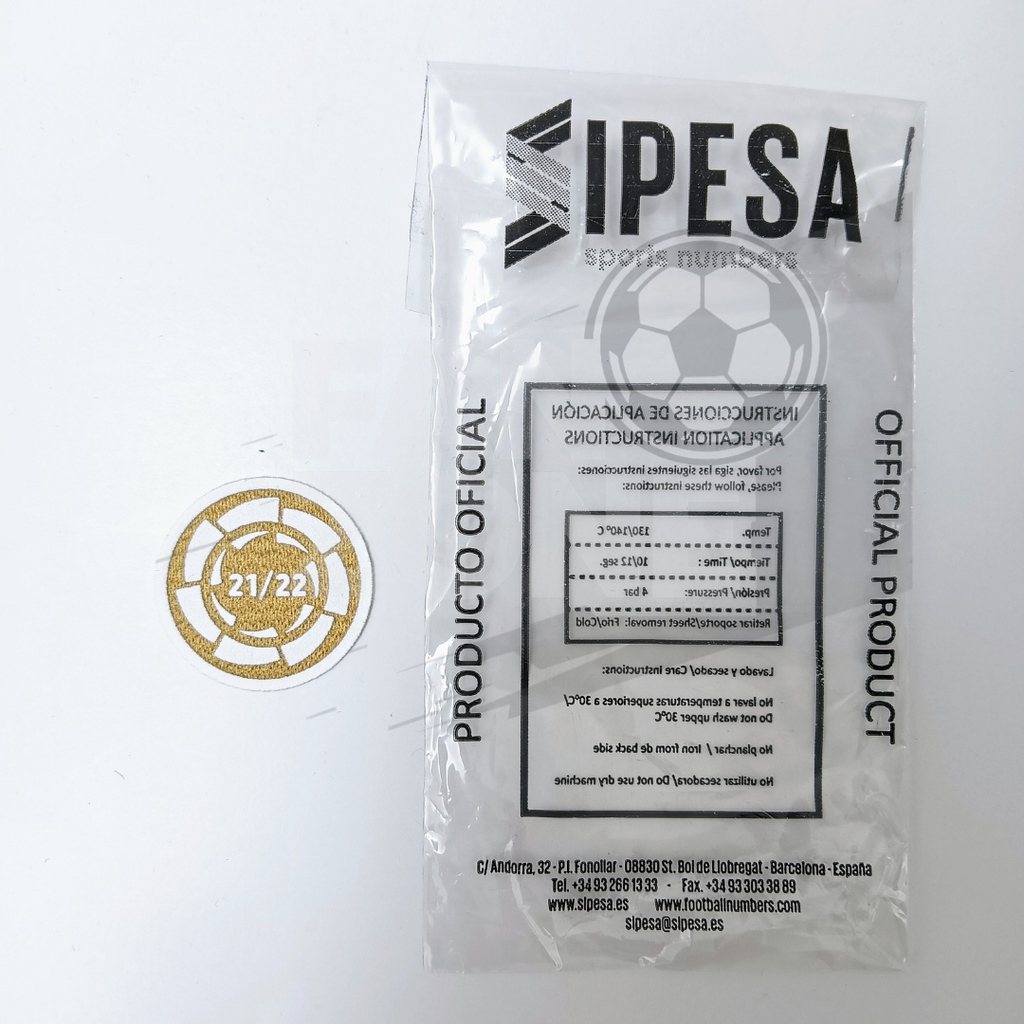 SIPESA
sports numbers
21/22
PRODUCTO OFICIAL
OFFICIAL PRODUCT
INSTRUCCIONES DE APLICACIÓN
APPLICATION INSTRUCTIONS
Por favor, siga las siguientes instrucciones:
Please, follow these instructions:
Temp. 130/140º C
Tiempo/Time: 10/12 seg.
Presión/Pressure: 4 bar
Retirar soporte/Sheet removal: Frío/Cold
Lavado y secado/ Care instructions:
No lavar a temperaturas superiores a 30ºC/
Do not wash upper 30ºC
No planchar / Iron from de back side
No utilizar secadora/ Do not use dry machine
C/ Andorra, 32 - P.I. Fonollar - 08830 St. Boi de Llobregat - Barcelona - España
Tel. +34 93 266 13 33 - Fax. +34 93 303 38 89
www.sipesa.es www.footballnumbers.com
sipesa@sipesa.es